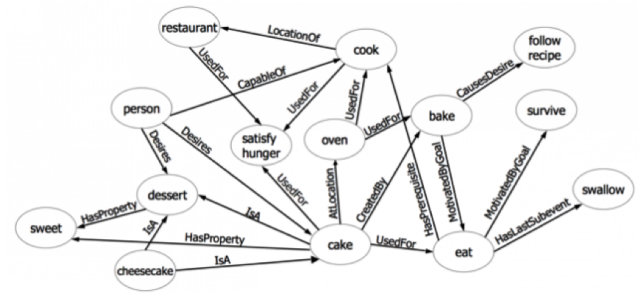 restaurant
LocationOf
cook
follow
recipe
UsedFor
CapableOf
UsedFor
UsedFor
CausesDesire
person
satisfy
hunger
oven
UsedFor
bake
survive
Desires
Desires
dessert
UsedFor
AtLocation
CreatedBy
HasPrerequisite
MotivatedByGoal
MotivatedByGoal
swallow
HasProperty
IsA
IsA
HasLastSubevent
sweet
HasProperty
cake
UsedFor
eat
cheesecake
IsA